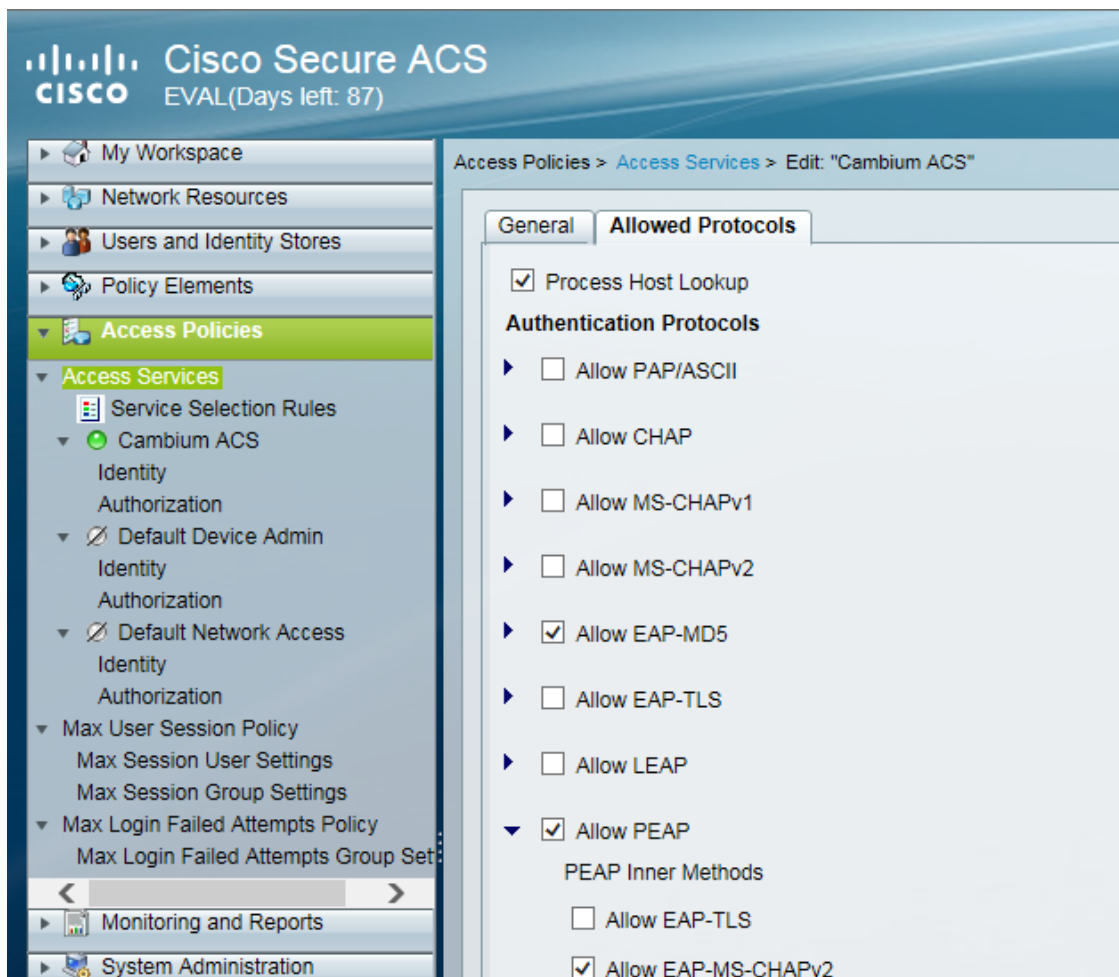 Cisco Secure ACS
CISCO
EVAL(Days left: 87)
My Workspace
Network Resources
Users and Identity Stores
Policy Elements
Access Policies
Access Services
Service Selection Rules
Cambium ACS
Identity
Authorization
Default Device Admin
Identity
Authorization
Default Network Access
Identity
Authorization
Max User Session Policy
Max Session User Settings
Max Session Group Settings
Max Login Failed Attempts Policy
Max Login Failed Attempts Group Set
Monitoring and Reports
System Administration
Access Policies > Access Services > Edit: "Cambium ACS"
General
Allowed Protocols
Process Host Lookup
Authentication Protocols
Allow PAP/ASCII
Allow CHAP
Allow MS-CHAPv1
Allow MS-CHAPv2
Allow EAP-MD5
Allow EAP-TLS
Allow LEAP
Allow PEAP
PEAP Inner Methods
Allow EAP-TLS
Allow EAP-MS-CHAPv2